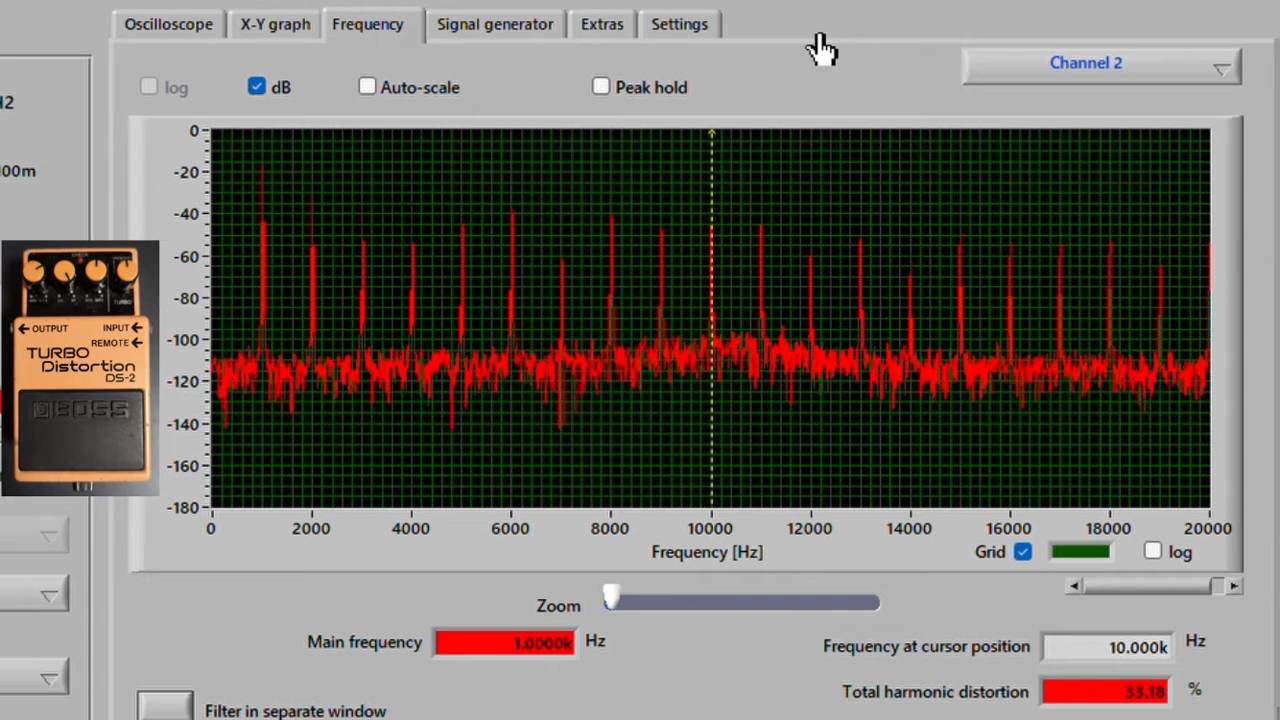 Oscilloscope X-Y graph Frequency Signal generator Extras Settings
Channel 2
log dB Auto-scale Peak hold
H2
00m
0
-20
-40
-60
-80
-100
-120
-140
-160
-180
0 2000 4000 6000 8000 10000 12000 14000 16000 18000 20000
Frequency [Hz]
Grid log
Zoom
Main frequency 1.0000k Hz
Frequency at cursor position 10.000k Hz
Total harmonic distortion 33.18 %
Filter in separate window
OUTPUT INPUT
REMOTE
TURBO
Distortion
DS-2
BOSS